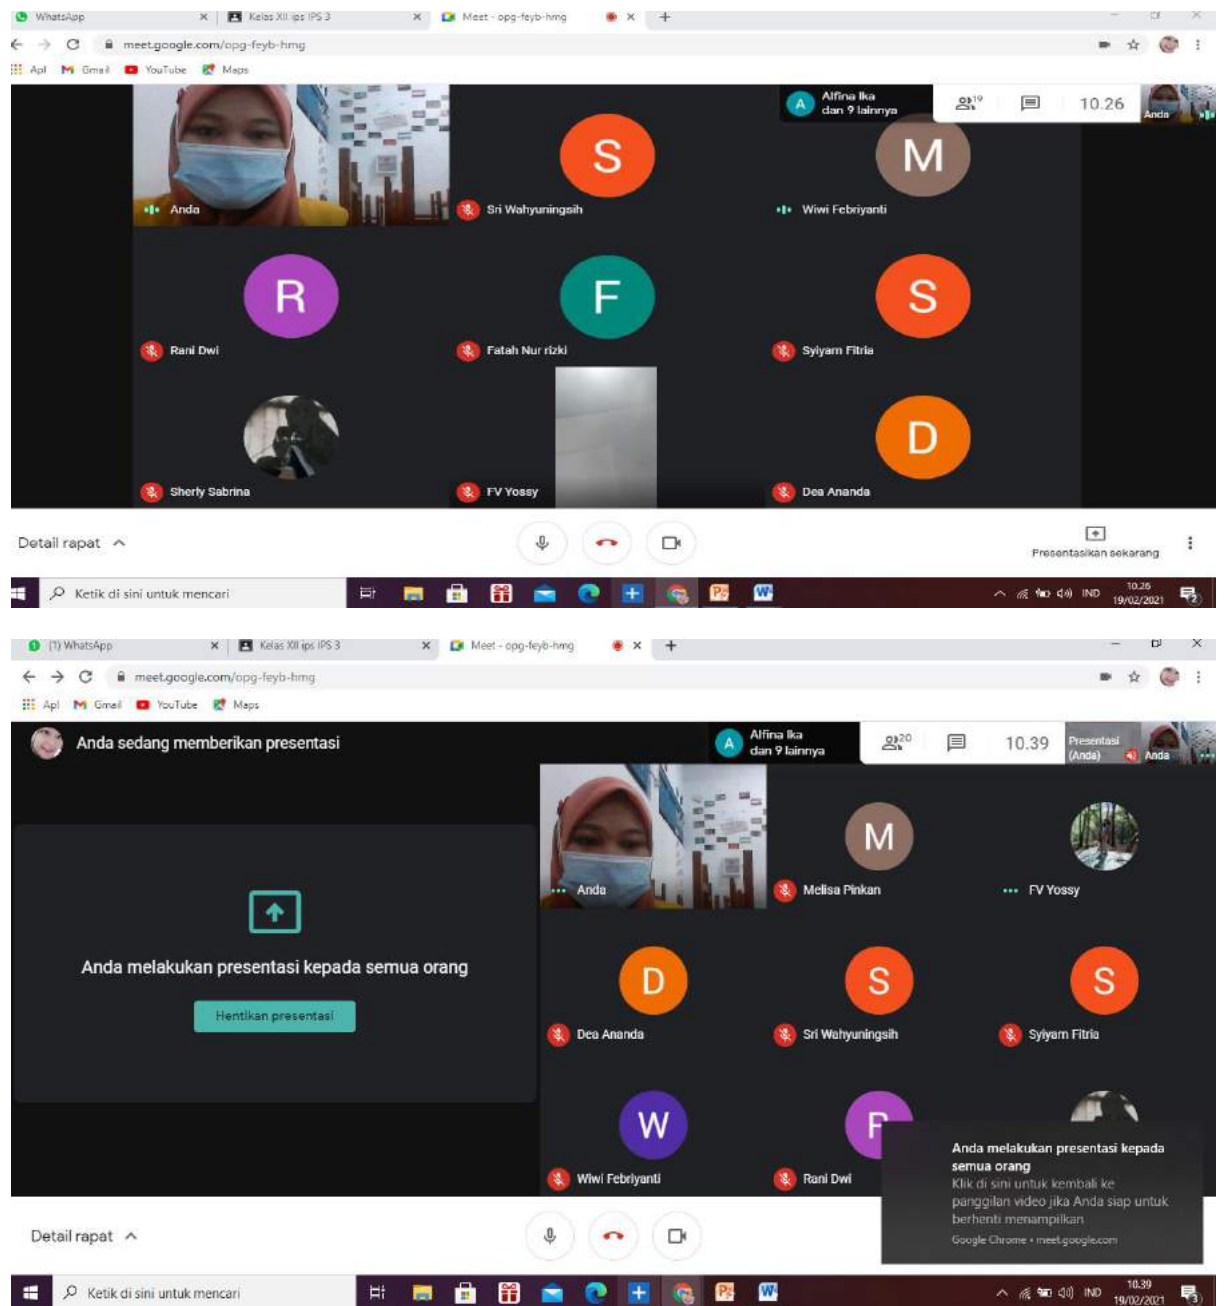 WhatsApp
Kelas XII ips IPS 3
Meet - opg-feyb-hmg
meet.google.com/opg-feyb-hmg
Apl
Gmail
YouTube
Maps
A
Alfina Ika
dan 9 lainnya
19
10.26
Anda
Anda
S
Sri Wahyuningsih
M
Wiwi Febriyanti
R
Rani Dwi
F
Fatah Nur rizki
S
Syiyam Fitria
Sherly Sabrina
FV Yossy
D
Dea Ananda
Detail rapat
Presentasikan sekarang
Ketik di sini untuk mencari
IND
10.26
19/02/2021
2
(1) WhatsApp
Kelas XII ips IPS 3
Meet - opg-feyb-hmg
meet.google.com/opg-feyb-hmg
Apl
Gmail
YouTube
Maps
Anda sedang memberikan presentasi
A
Alfina Ika
dan 9 lainnya
20
10.39
Presentasi
(Anda)
Anda
Anda melakukan presentasi kepada semua orang
Hentikan presentasi
Anda
M
Melisa Pinkan
FV Yossy
D
Dea Ananda
S
Sri Wahyuningsih
S
Syiyam Fitria
W
Wiwi Febriyanti
Rani Dwi
Anda melakukan presentasi kepada
semua orang
Klik di sini untuk kembali ke
panggilan video jika Anda siap untuk
berhenti menampilkan
Google Chrome • meet.google.com
Detail rapat
Ketik di sini untuk mencari
IND
10.39
19/02/2021
3